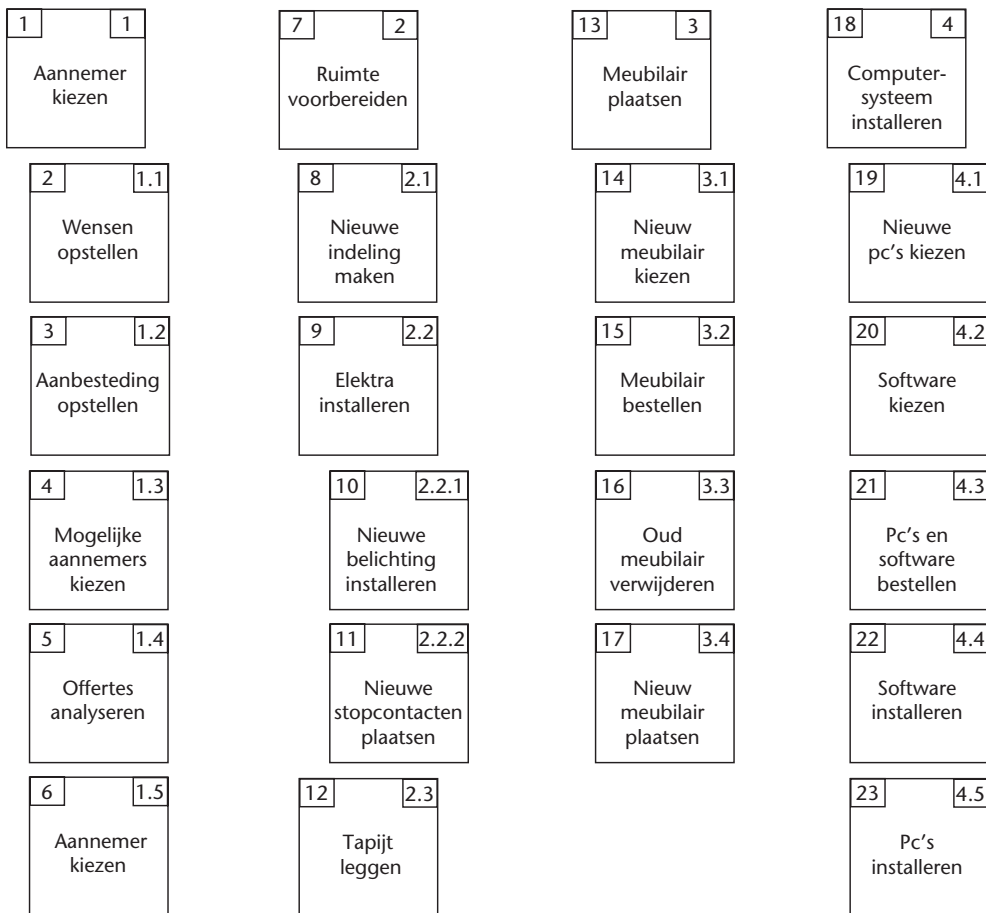 1 1
Aannemer
kiezen
2 1.1
Wensen
opstellen
3 1.2
Aanbesteding
opstellen
4 1.3
Mogelijke
aannemers
kiezen
5 1.4
Offertes
analyseren
6 1.5
Aannemer
kiezen
7 2
Ruimte
voorbereiden
8 2.1
Nieuwe
indeling
maken
9 2.2
Elektra
installeren
10 2.2.1
Nieuwe
belichting
installeren
11 2.2.2
Nieuwe
stopcontacten
plaatsen
12 2.3
Tapijt
leggen
13 3
Meubilair
plaatsen
14 3.1
Nieuw
meubilair
kiezen
15 3.2
Meubilair
bestellen
16 3.3
Oud
meubilair
verwijderen
17 3.4
Nieuw
meubilair
plaatsen
18 4
Computer-
systeem
installeren
19 4.1
Nieuwe
pc's kiezen
20 4.2
Software
kiezen
21 4.3
Pc's en
software
bestellen
22 4.4
Software
installeren
23 4.5
Pc's
installeren